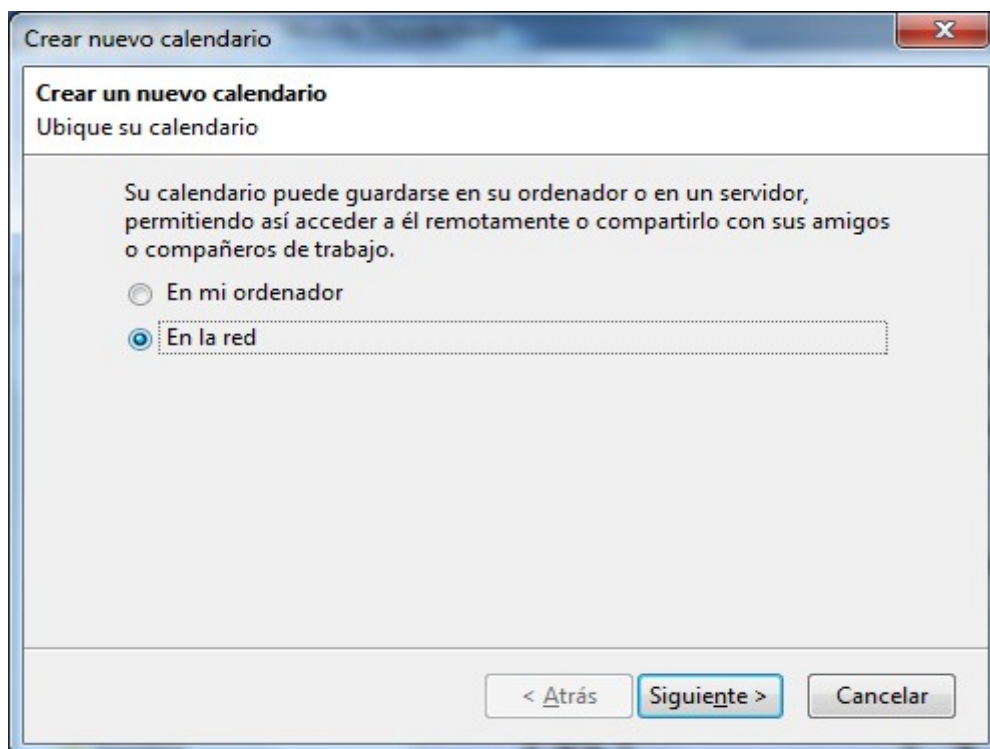 Crear nuevo calendario
Crear un nuevo calendario
Ubique su calendario
Su calendario puede guardarse en su ordenador o en un servidor,
permitiendo así acceder a él remotamente o compartirlo con sus amigos
o compañeros de trabajo.
En mi ordenador
En la red
< Atrás Siguiente > Cancelar